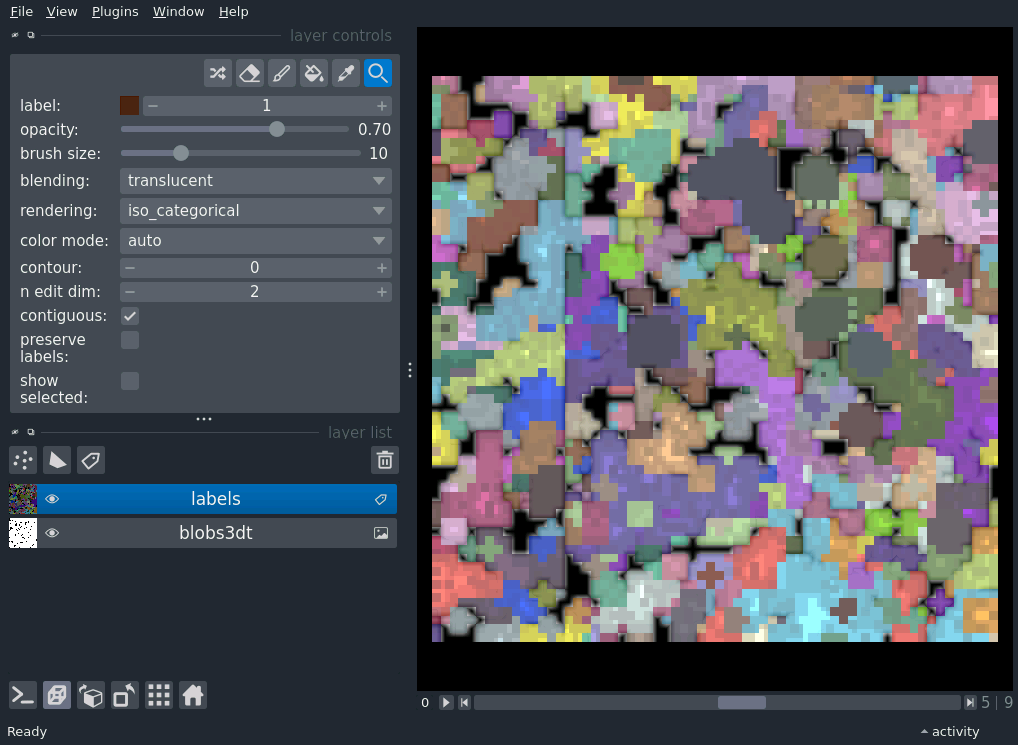 File View Plugins Window Help
layer controls
label: 1
opacity: 0.70
brush size: 10
blending: translucent
rendering: iso_categorical
color mode: auto
contour: 0
n edit dim: 2
contiguous:
preserve
labels:
show
selected:
layer list
labels
blobs3dt
0 5 | 9
Ready activity